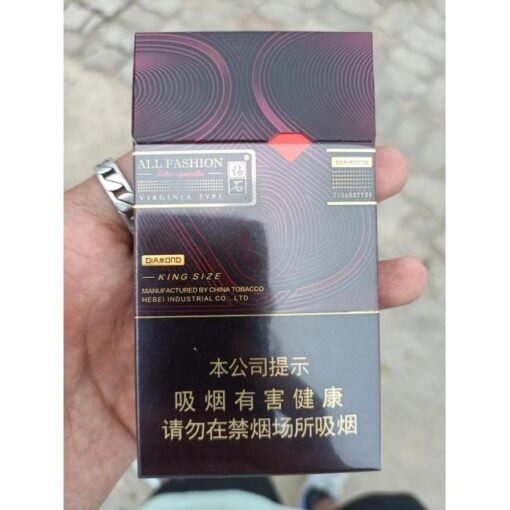 ALL FASHION
filter cigarettes
VIRGINIA TYPE
钻石
®
DIAMOND
CIGARETTES
DIAMOND
KING SIZE
MANUFACTURED BY CHINA TOBACCO
HEBEI INDUSTRIAL CO., LTD.
本公司提示
吸烟有害健康
请勿在禁烟场所吸烟